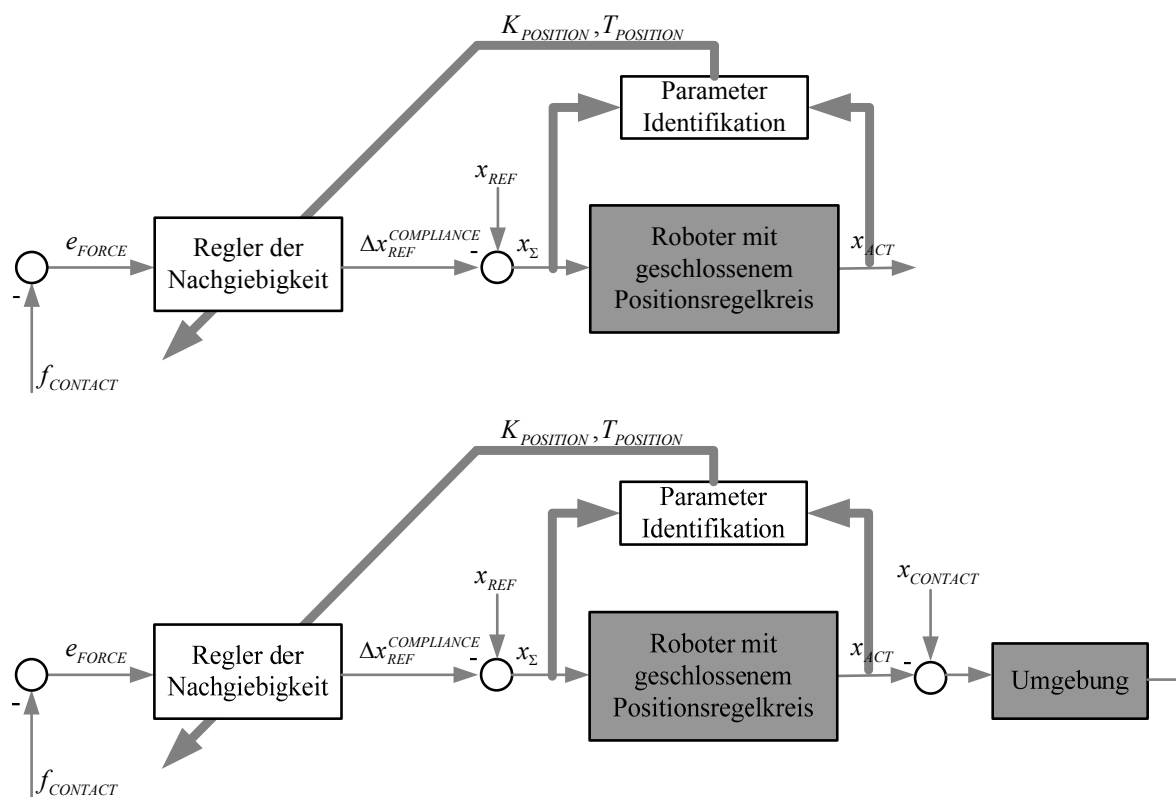 K_POSITION , T_POSITION
Parameter
Identifikation
x_REF
e_FORCE
Regler der
Nachgiebigkeit
Δx_REF^COMPLIANCE
-
x_Σ
Roboter mit
geschlossenem
Positionsregelkreis
x_ACT
-
f_CONTACT
K_POSITION , T_POSITION
Parameter
Identifikation
x_REF
x_CONTACT
e_FORCE
Regler der
Nachgiebigkeit
Δx_REF^COMPLIANCE
-
x_Σ
Roboter mit
geschlossenem
Positionsregelkreis
x_ACT
-
Umgebung
-
f_CONTACT